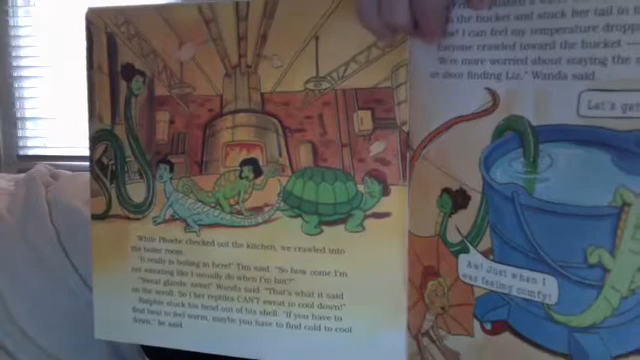 While Phoebe checked out the kitchen, we crawled into
the boiler room.
"It really is boiling in here!" Tim said. "So how come I'm
not sweating like I usually do when I'm hot?"
"Sweat glands, sweat!" Wanda said. "That's what it said
on the scroll. So I bet reptiles CAN'T sweat to cool down!"
Ralphie stuck his head out of his shell. "If you have to
find heat to feel warm, maybe you have to find cold to cool
down," he said.
the bucket and stuck her tail in
I can feel my temperature dropp
Everyone crawled toward the bucket —
We're more worried about staying the
finding Liz," Wanda said.
Let's ge
Aw! Just when I
was feeling comfy!